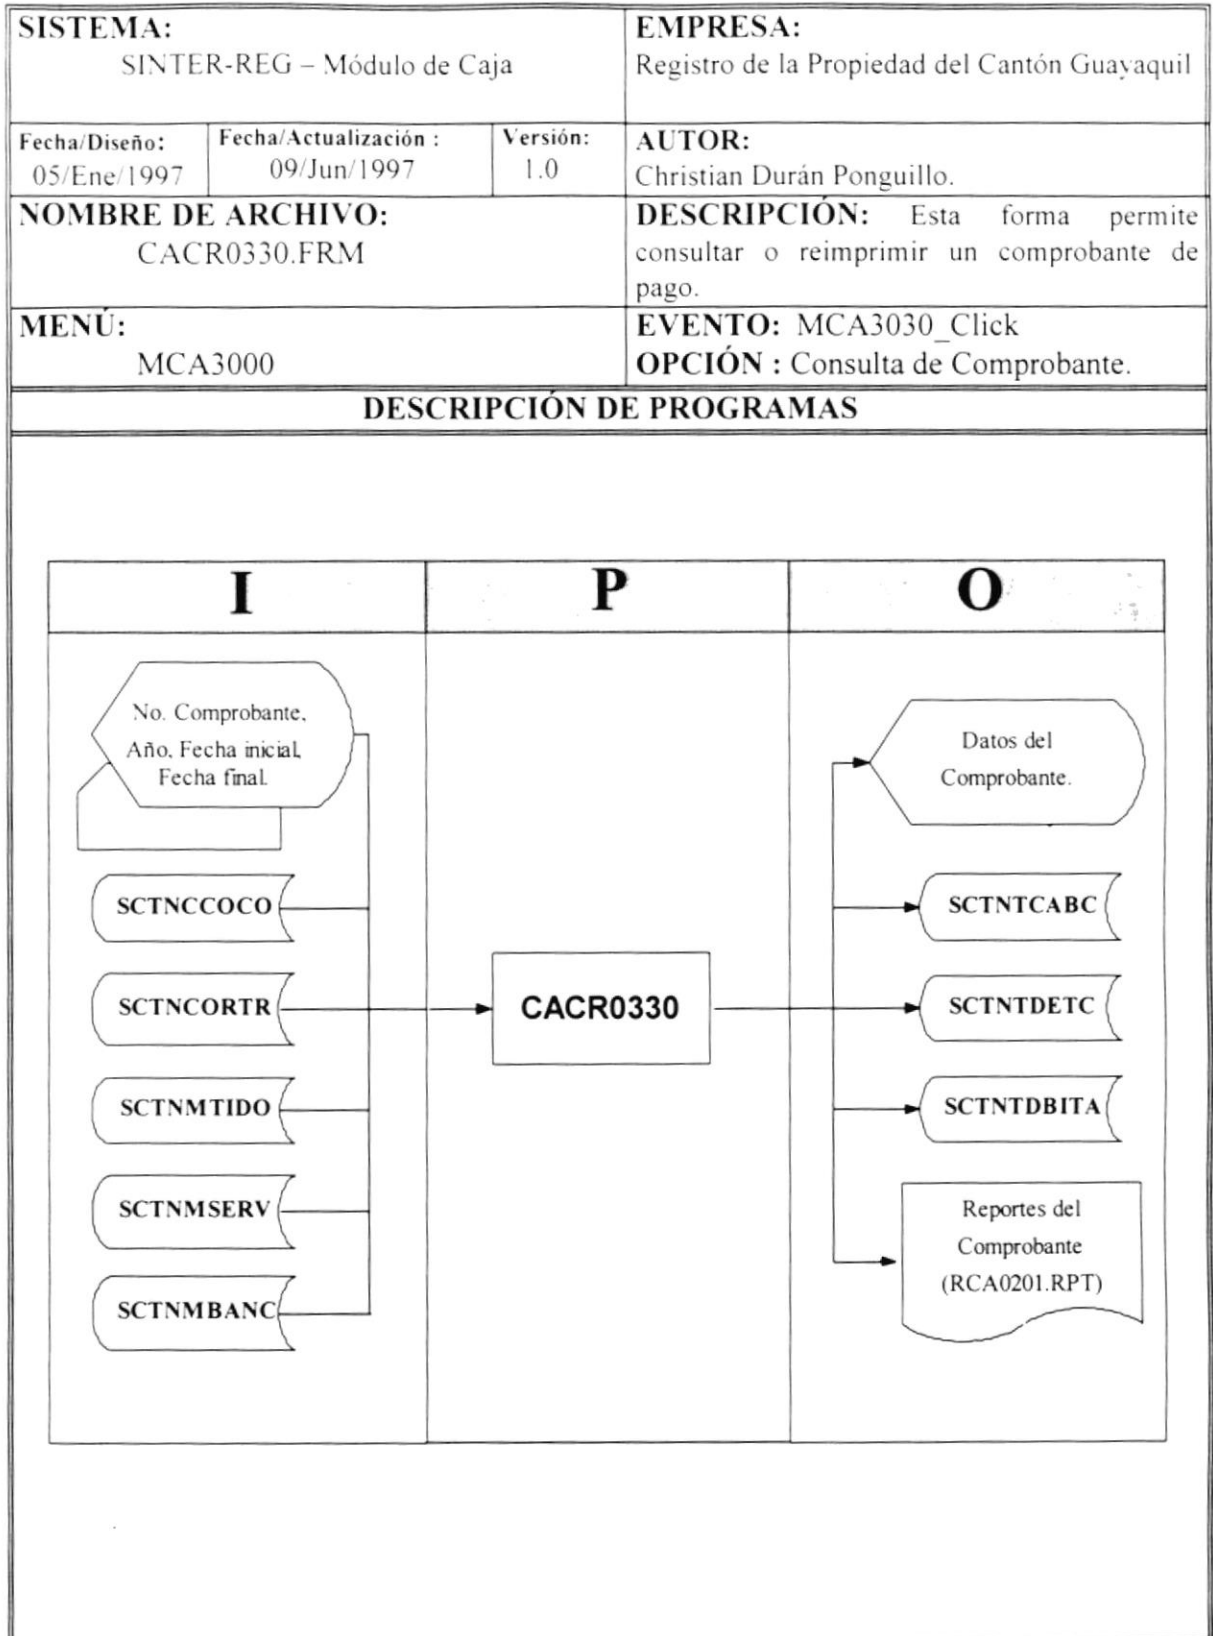 SISTEMA:
SINTER-REG – Módulo de Caja
EMPRESA:
Registro de la Propiedad del Cantón Guayaquil
Fecha/Diseño:
05/Ene/1997
Fecha/Actualización :
09/Jun/1997
Versión:
1.0
AUTOR:
Christian Durán Ponguillo.
NOMBRE DE ARCHIVO:
CACR0330.FRM
DESCRIPCIÓN: Esta forma permite
consultar o reimprimir un comprobante de
pago.
MENÚ:
MCA3000
EVENTO: MCA3030_Click
OPCIÓN : Consulta de Comprobante.
DESCRIPCIÓN DE PROGRAMAS
I
P
O
No. Comprobante,
Año, Fecha inicial,
Fecha final.
SCTNCCOCO
SCTNCORTR
SCTNMTIDO
SCTNMSERV
SCTNMBANC
CACR0330
Datos del
Comprobante.
SCTNTCABC
SCTNTDETC
SCTNTDBITA
Reportes del
Comprobante
(RCA0201.RPT)